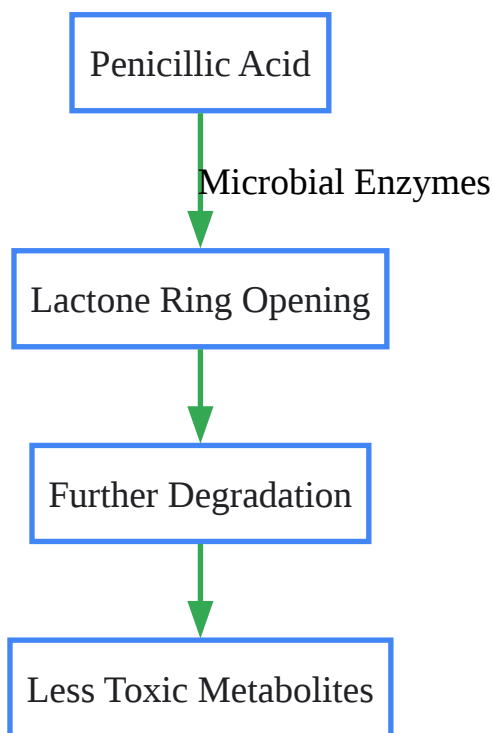 Penicillic Acid
Microbial Enzymes
Lactone Ring Opening
Further Degradation
Less Toxic Metabolites